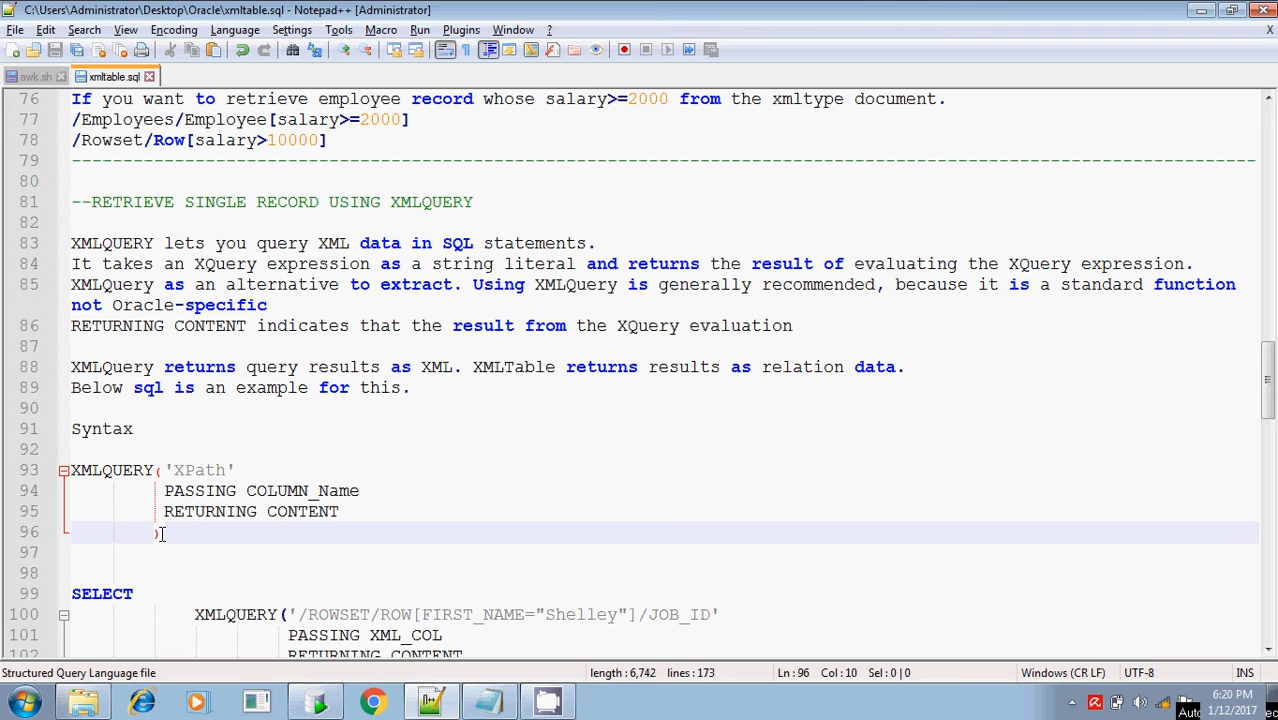 C:\Users\Administrator\Desktop\Oracle\xmltable.sql - Notepad++ [Administrator]
File Edit Search View Encoding Language Settings Tools Macro Run Plugins Window ? X
awk.sh xmltable.sql
76 If you want to retrieve employee record whose salary>=2000 from the xmltype document.
77 /Employees/Employee[salary>=2000]
78 /Rowset/Row[salary>10000]
79 -------------------------------------------------------------------------------------------------------------------
80
81 --RETRIEVE SINGLE RECORD USING XMLQUERY
82
83 XMLQUERY lets you query XML data in SQL statements.
84 It takes an XQuery expression as a string literal and returns the result of evaluating the XQuery expression.
85 XMLQuery as an alternative to extract. Using XMLQuery is generally recommended, because it is a standard function
not Oracle-specific
86 RETURNING CONTENT indicates that the result from the XQuery evaluation
87
88 XMLQuery returns query results as XML. XMLTable returns results as relation data.
89 Below sql is an example for this.
90
91 Syntax
92
93 XMLQUERY('XPath'
94 PASSING COLUMN_Name
95 RETURNING CONTENT
96 )
97
98
99 SELECT
100 XMLQUERY('/ROWSET/ROW[FIRST_NAME="Shelley"]/JOB_ID'
101 PASSING XML_COL
102 RETURNING CONTENT
Structured Query Language file length : 6,742 lines : 173 Ln : 96 Col : 10 Sel : 0 | 0 Windows (CR LF) UTF-8 INS
6:20 PM
1/12/2017